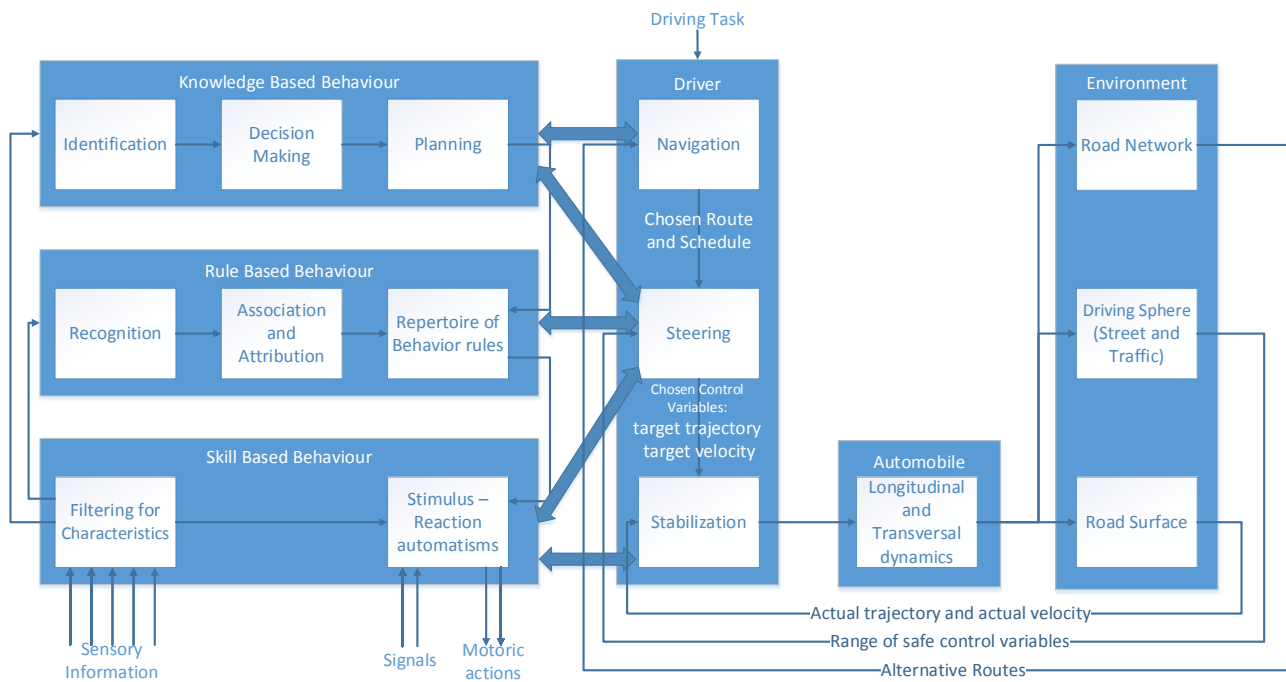 Driving Task
Knowledge Based Behaviour
Identification
Decision
Making
Planning
Rule Based Behaviour
Recognition
Association
and
Attribution
Repertoire of
Behavior rules
Skill Based Behaviour
Filtering for
Characteristics
Stimulus –
Reaction
automatisms
Sensory
Information
Signals
Motoric
actions
Driver
Navigation
Chosen Route
and Schedule
Steering
Chosen Control
Variables:
target trajectory
target velocity
Stabilization
Automobile
Longitudinal
and
Transversal
dynamics
Environment
Road Network
Driving Sphere
(Street and
Traffic)
Road Surface
Actual trajectory and actual velocity
Range of safe control variables
Alternative Routes